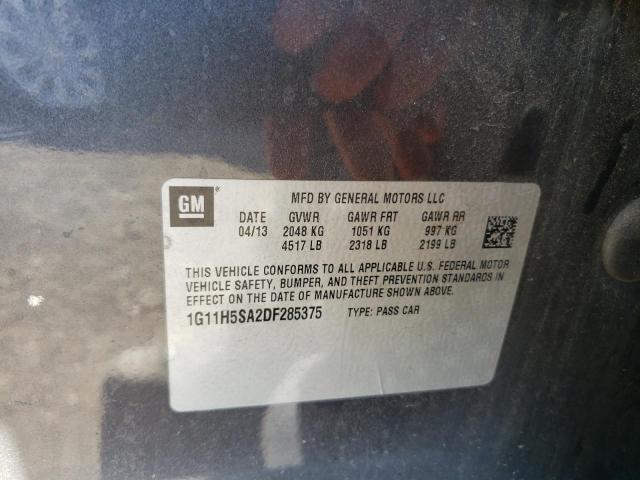 GM ®
MFD BY GENERAL MOTORS LLC
DATE GVWR GAWR FRT GAWR RR
04/13 2048 KG 1051 KG 997 KG
4517 LB 2318 LB 2199 LB
THIS VEHICLE CONFORMS TO ALL APPLICABLE U.S. FEDERAL MOTOR
VEHICLE SAFETY, BUMPER, AND THEFT PREVENTION STANDARDS IN
EFFECT ON THE DATE OF MANUFACTURE SHOWN ABOVE.
1G11H5SA2DF285375 TYPE: PASS CAR